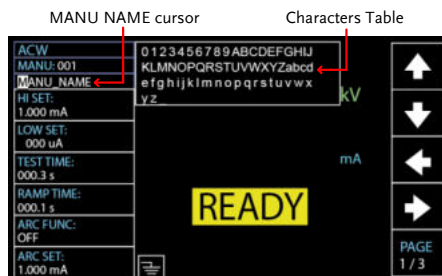 MANU NAME cursor
Characters Table
ACW
MANU: 001
MANU_NAME
HI SET:
1.000 mA
LOW SET:
000 uA
TEST TIME:
000.3 s
RAMP TIME:
000.1 s
ARC FUNC:
OFF
ARC SET:
1.000 mA
0123456789ABCDEFGHIJ
KLMNOPQRSTUVWXYZabcd
efghijklmnopqrstuvwx
yz_
kV
mA
READY
PAGE
1/3